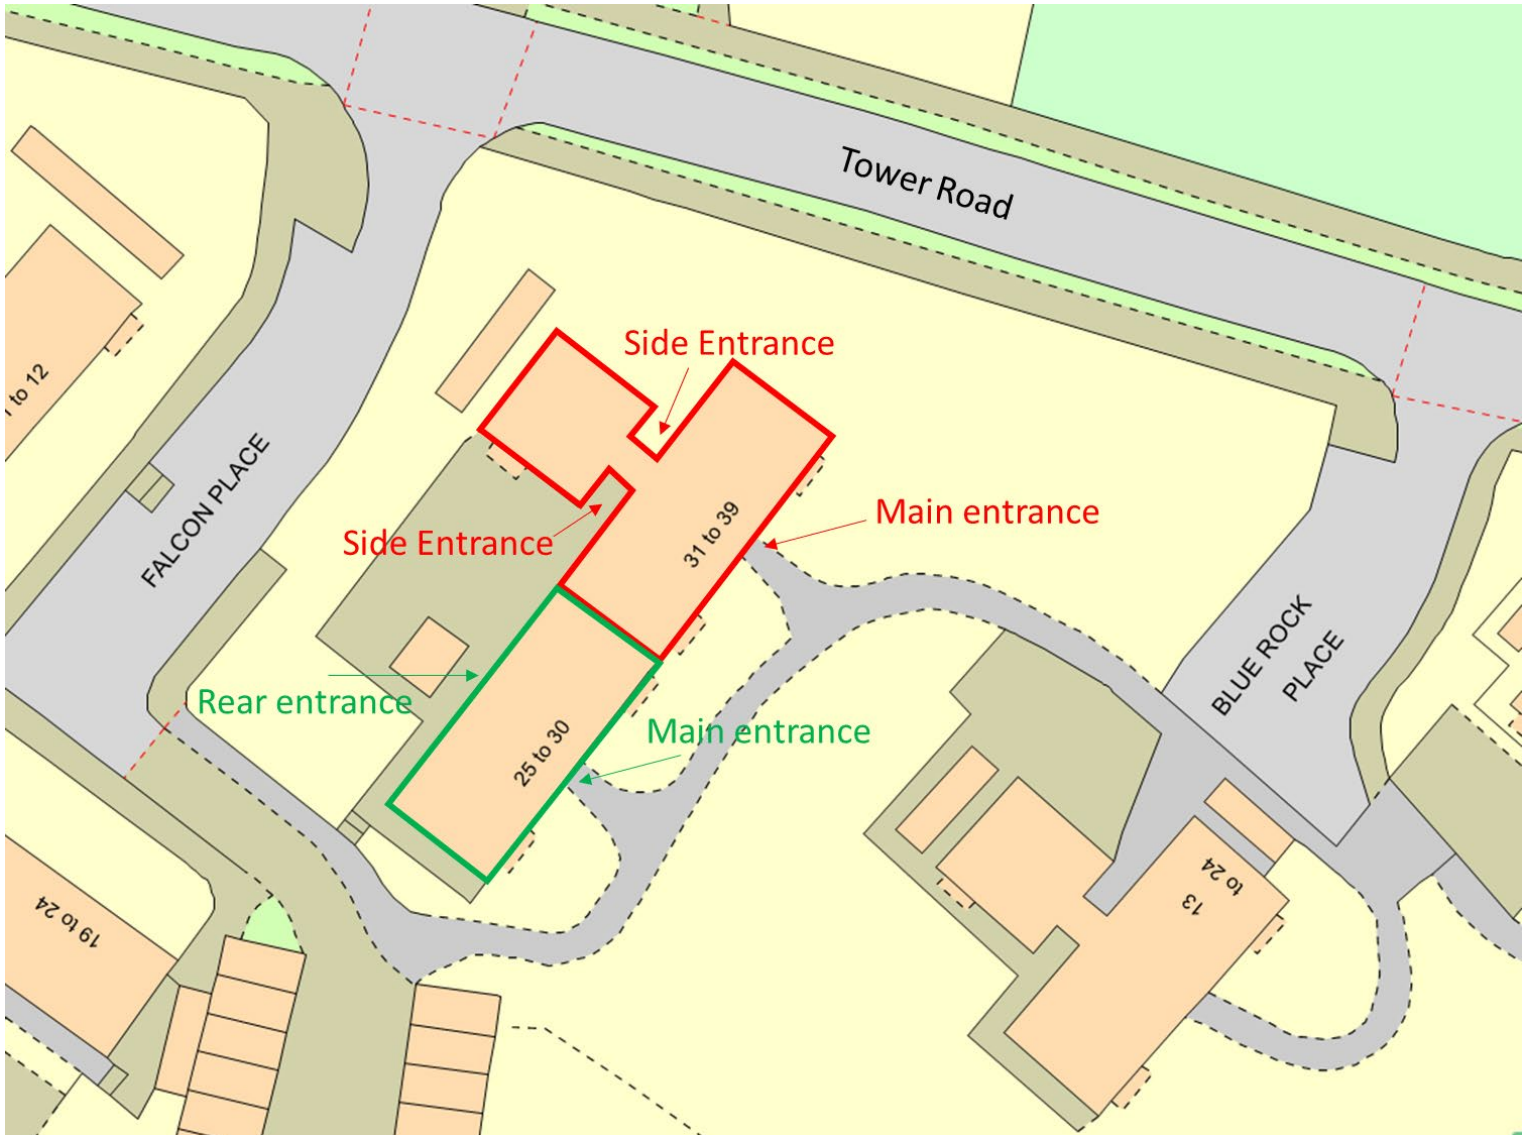 Tower Road
Side Entrance
to 12
FALCON PLACE
Main entrance
31 to 39
Side Entrance
BLUE ROCK
PLACE
Rear entrance
Main entrance
25 to 30
13
to 24
19 to 24